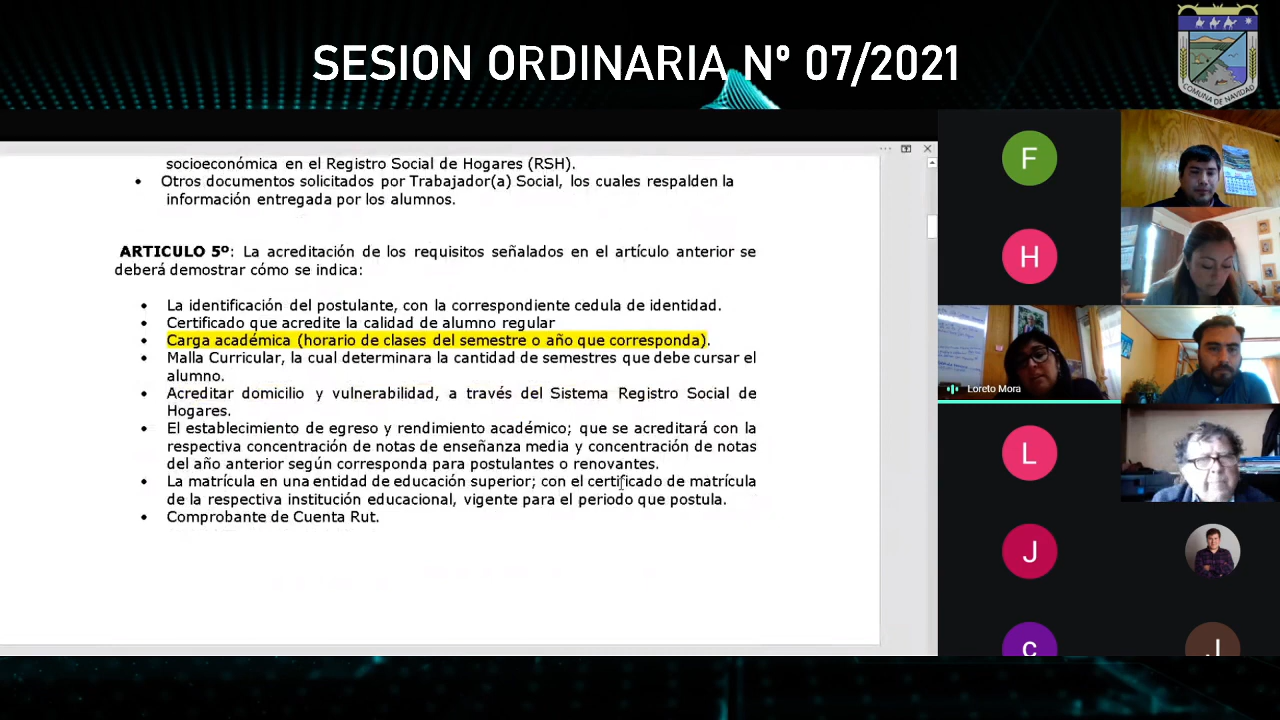 SESION ORDINARIA Nº 07/2021
COMUNA DE NAVIDAD
socioeconómica en el Registro Social de Hogares (RSH).
• Otros documentos solicitados por Trabajador(a) Social, los cuales respalden la
información entregada por los alumnos.
ARTICULO 5º: La acreditación de los requisitos señalados en el artículo anterior se
deberá demostrar cómo se indica:
• La identificación del postulante, con la correspondiente cedula de identidad.
• Certificado que acredite la calidad de alumno regular
• Carga académica (horario de clases del semestre o año que corresponda).
• Malla Curricular, la cual determinara la cantidad de semestres que debe cursar el
alumno.
• Acreditar domicilio y vulnerabilidad, a través del Sistema Registro Social de
Hogares.
• El establecimiento de egreso y rendimiento académico; que se acreditará con la
respectiva concentración de notas de enseñanza media y concentración de notas
del año anterior según corresponda para postulantes o renovantes.
• La matrícula en una entidad de educación superior; con el certificado de matrícula
de la respectiva institución educacional, vigente para el periodo que postula.
• Comprobante de Cuenta Rut.
F
H
Loreto Mora
L
J
C
J